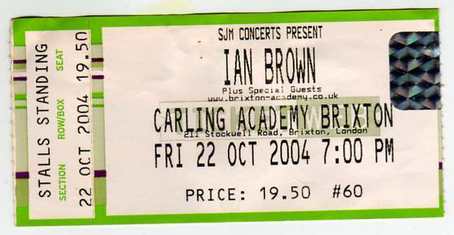 SJM CONCERTS PRESENT
IAN BROWN
Plus Special Guests
www.brixton-academy.co.uk
CARLING ACADEMY BRIXTON
211 Stockwell Road, Brixton, London
FRI 22 OCT 2004 7:00 PM
PRICE: 19.50 #60
STALLS STANDING
SECTION ROW/BOX SEAT
22 OCT 2004 19.50